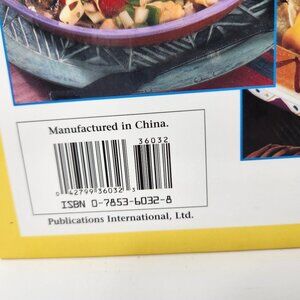 Manufactured in China.
36032
0 42799 36032 3
ISBN 0-7853-6032-8
Publications International, Ltd.